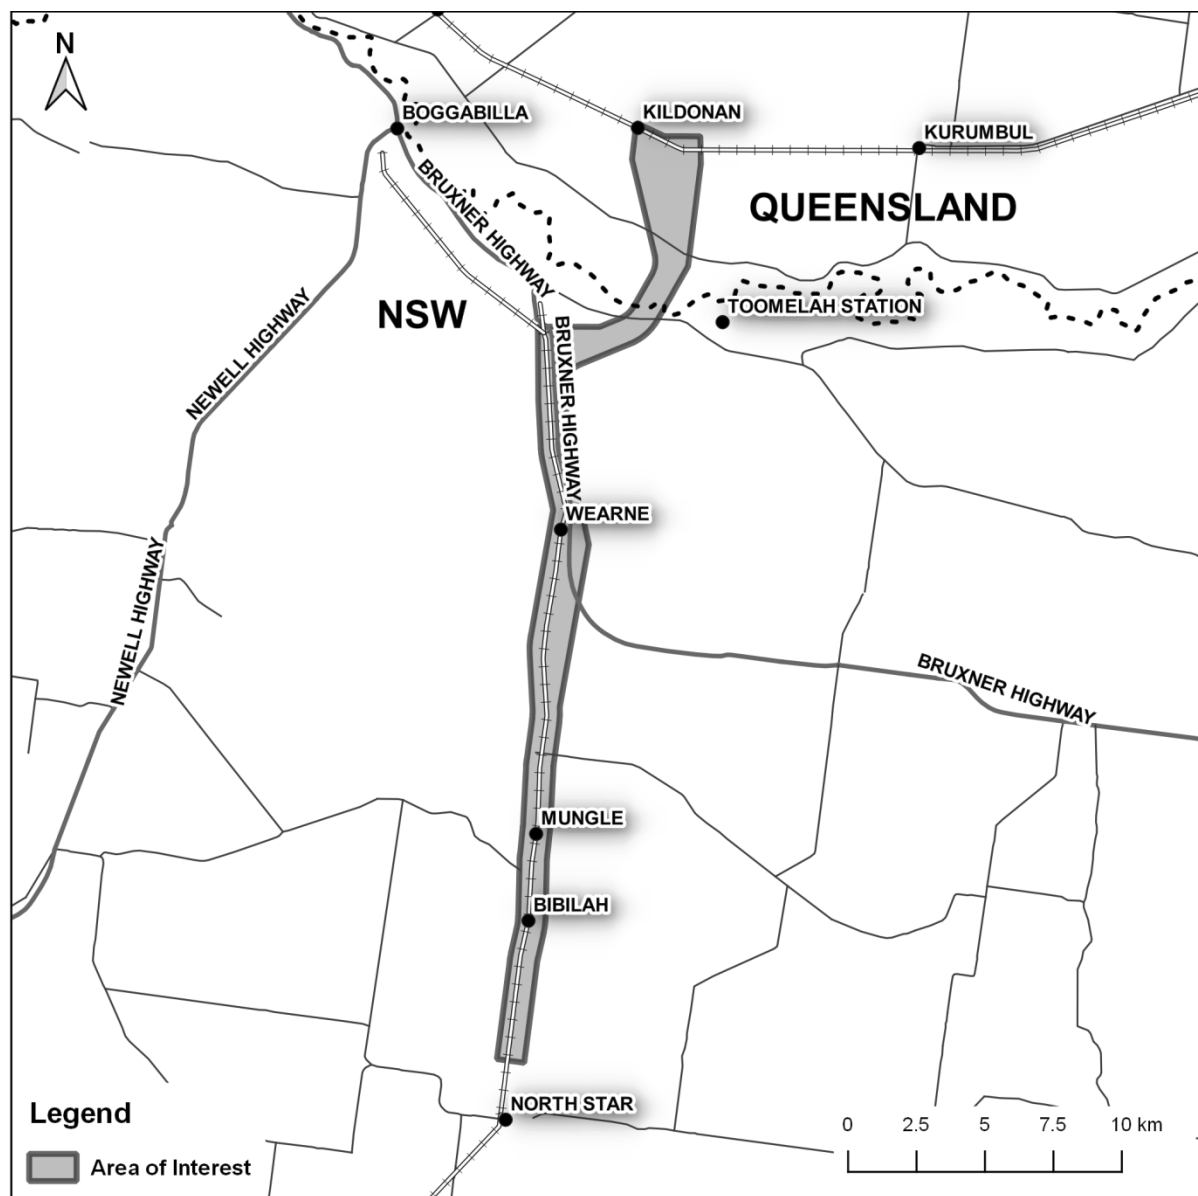 N
BOGGABILLA
KILDONAN
KURUMBUL
BRUXNER HIGHWAY
QUEENSLAND
NSW
TOOMELAH STATION
NEWELL HIGHWAY
BRUXNER HIGHWAY
WEARNE
NEWELL HIGHWAY
BRUXNER HIGHWAY
MUNGLE
BIBILAH
NORTH STAR
Legend
Area of Interest
0 2.5 5 7.5 10 km